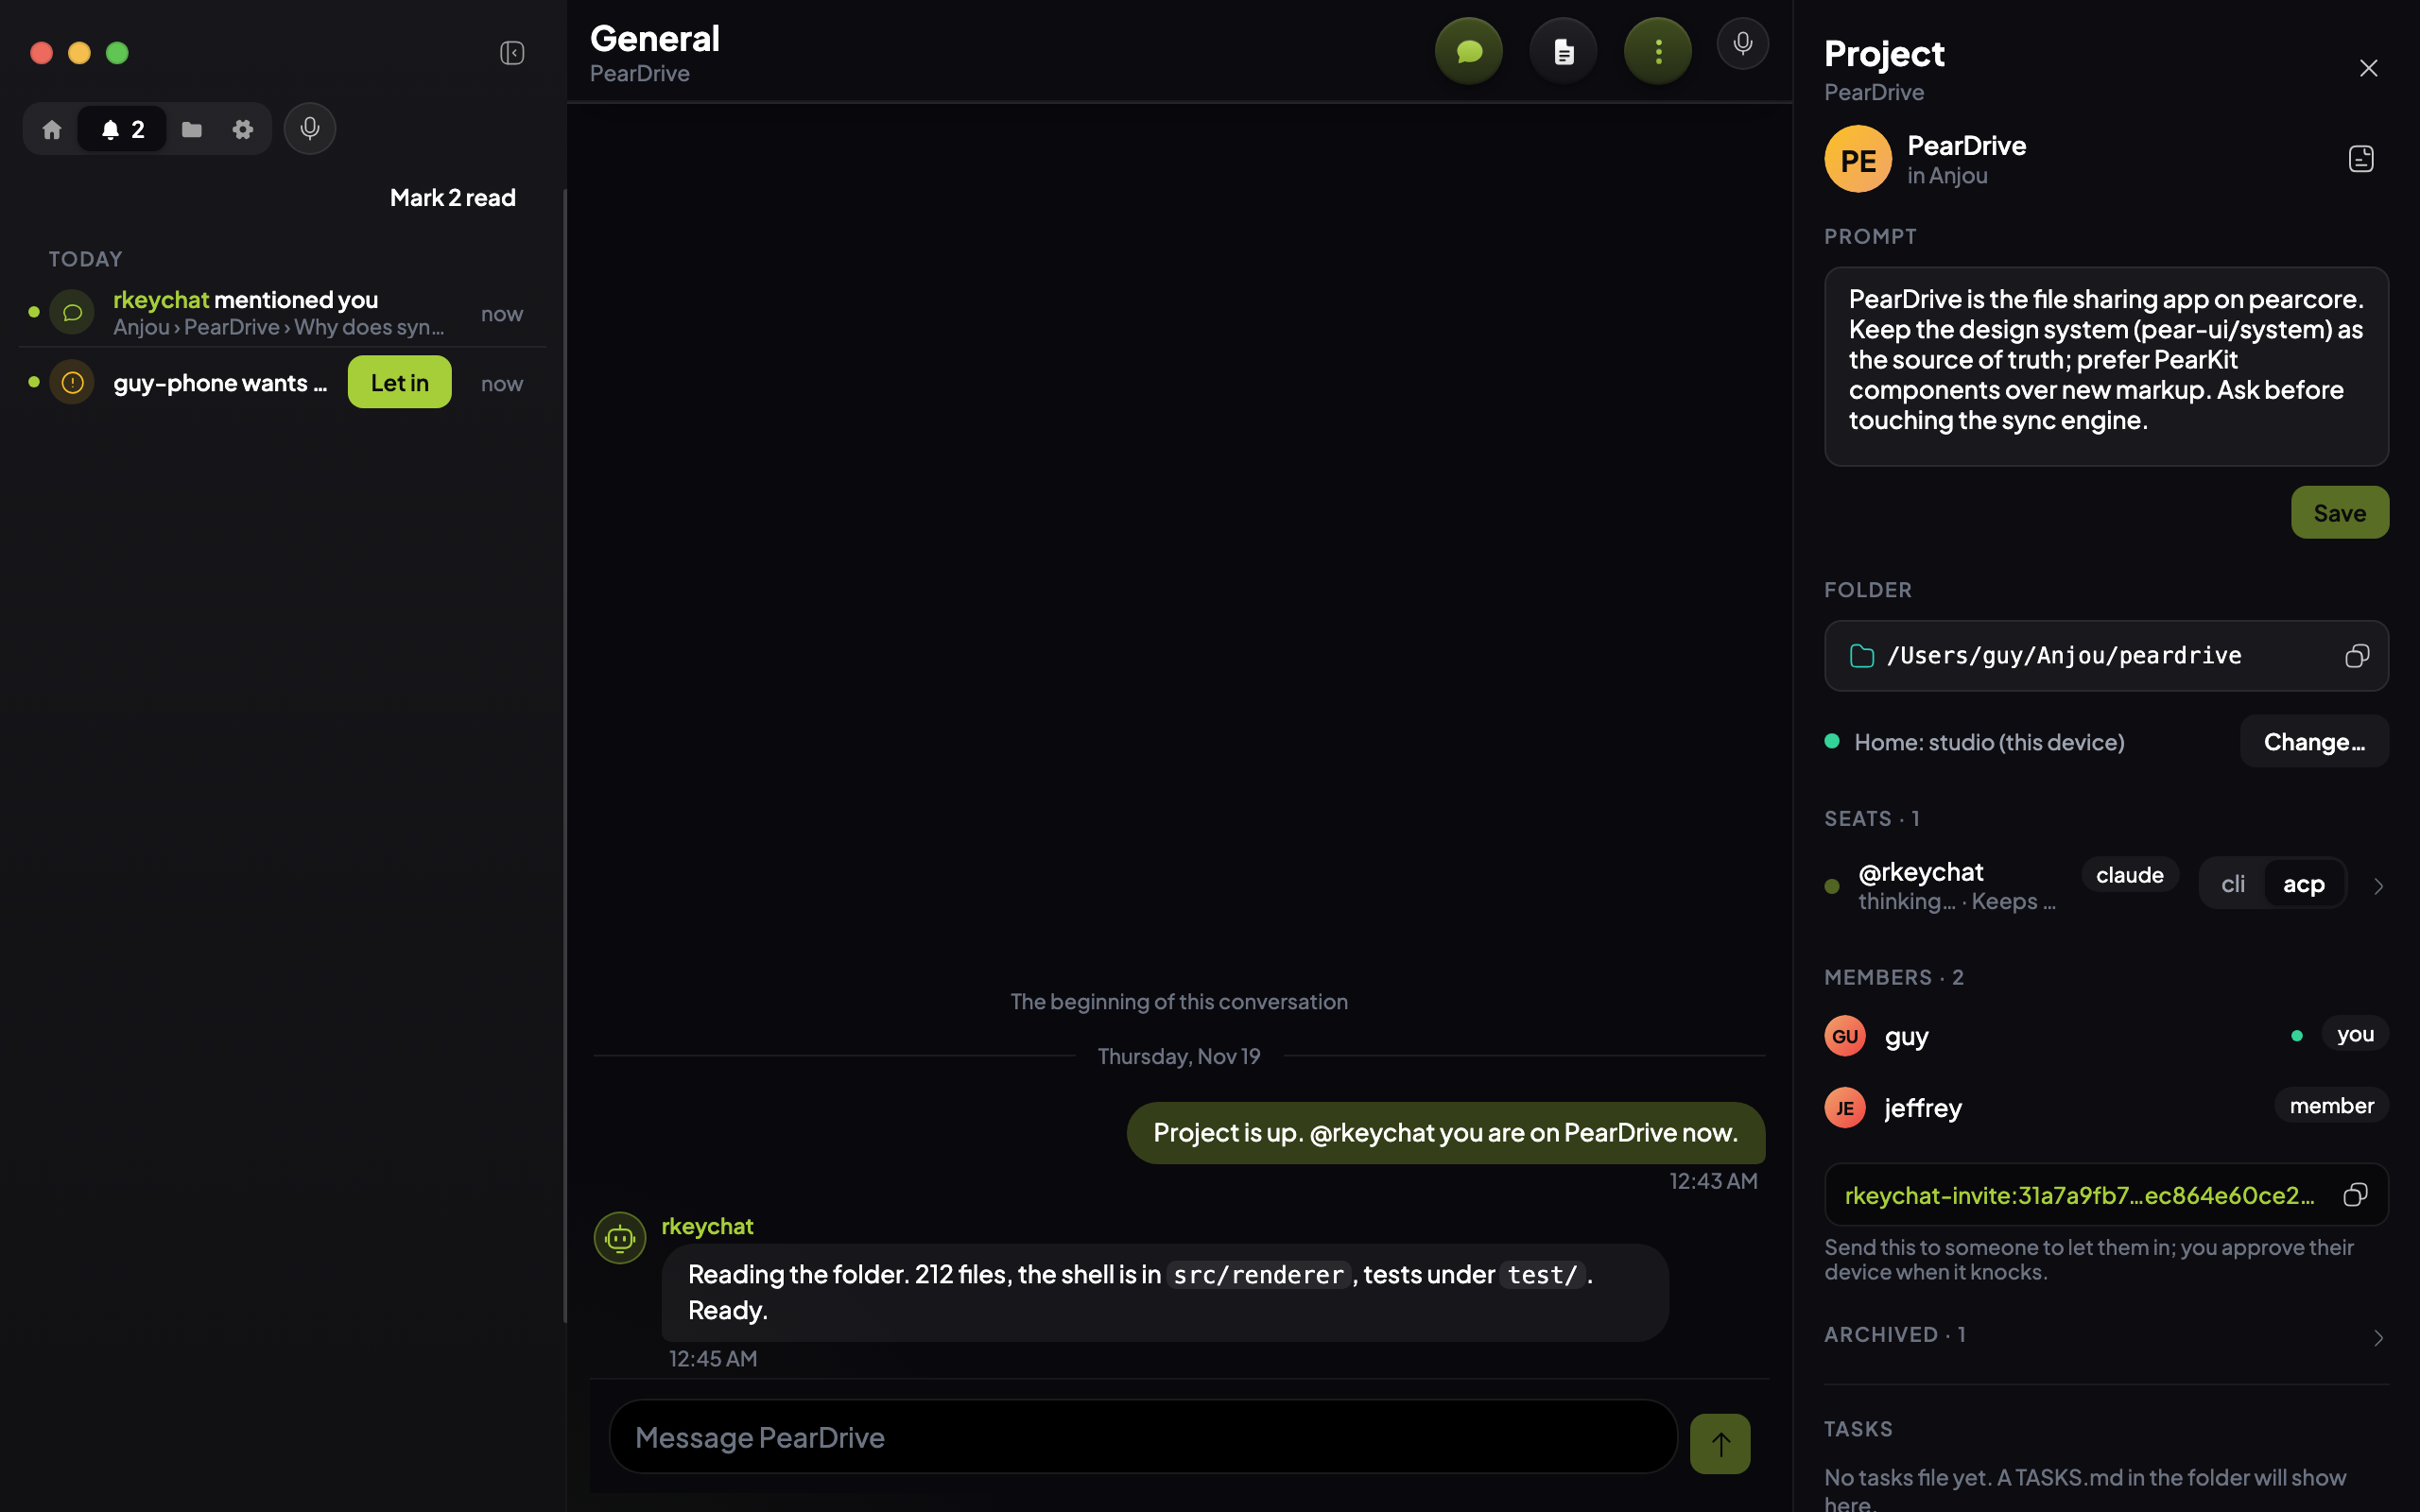 2
Mark 2 read
TODAY
rkeychat mentioned you
Anjou › PearDrive › Why does syn…
now
guy-phone wants …
Let in
now
General
PearDrive
The beginning of this conversation
Thursday, Nov 19
Project is up. @rkeychat you are on PearDrive now.
12:43 AM
rkeychat
Reading the folder. 212 files, the shell is in src/renderer, tests under test/.
Ready.
12:45 AM
Message PearDrive
Project
PearDrive
PE
PearDrive
in Anjou
PROMPT
PearDrive is the file sharing app on pearcore.
Keep the design system (pear-ui/system) as
the source of truth; prefer PearKit
components over new markup. Ask before
touching the sync engine.
Save
FOLDER
/Users/guy/Anjou/peardrive
Home: studio (this device)
Change…
SEATS · 1
@rkeychat
thinking… · Keeps …
claude
cli
acp
MEMBERS · 2
GU
guy
you
JE
jeffrey
member
rkeychat-invite:31a7a9fb7…ec864e60ce2…
Send this to someone to let them in; you approve their
device when it knocks.
ARCHIVED · 1
TASKS
No tasks file yet. A TASKS.md in the folder will show
here.